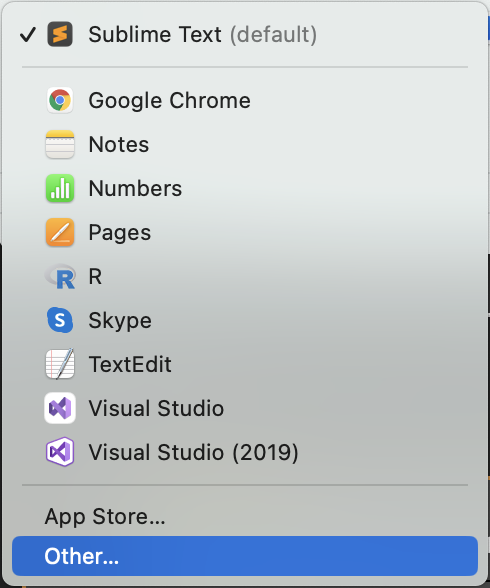 Sublime Text (default)
Google Chrome
Notes
Numbers
Pages
R
Skype
TextEdit
Visual Studio
Visual Studio (2019)
App Store...
Other...